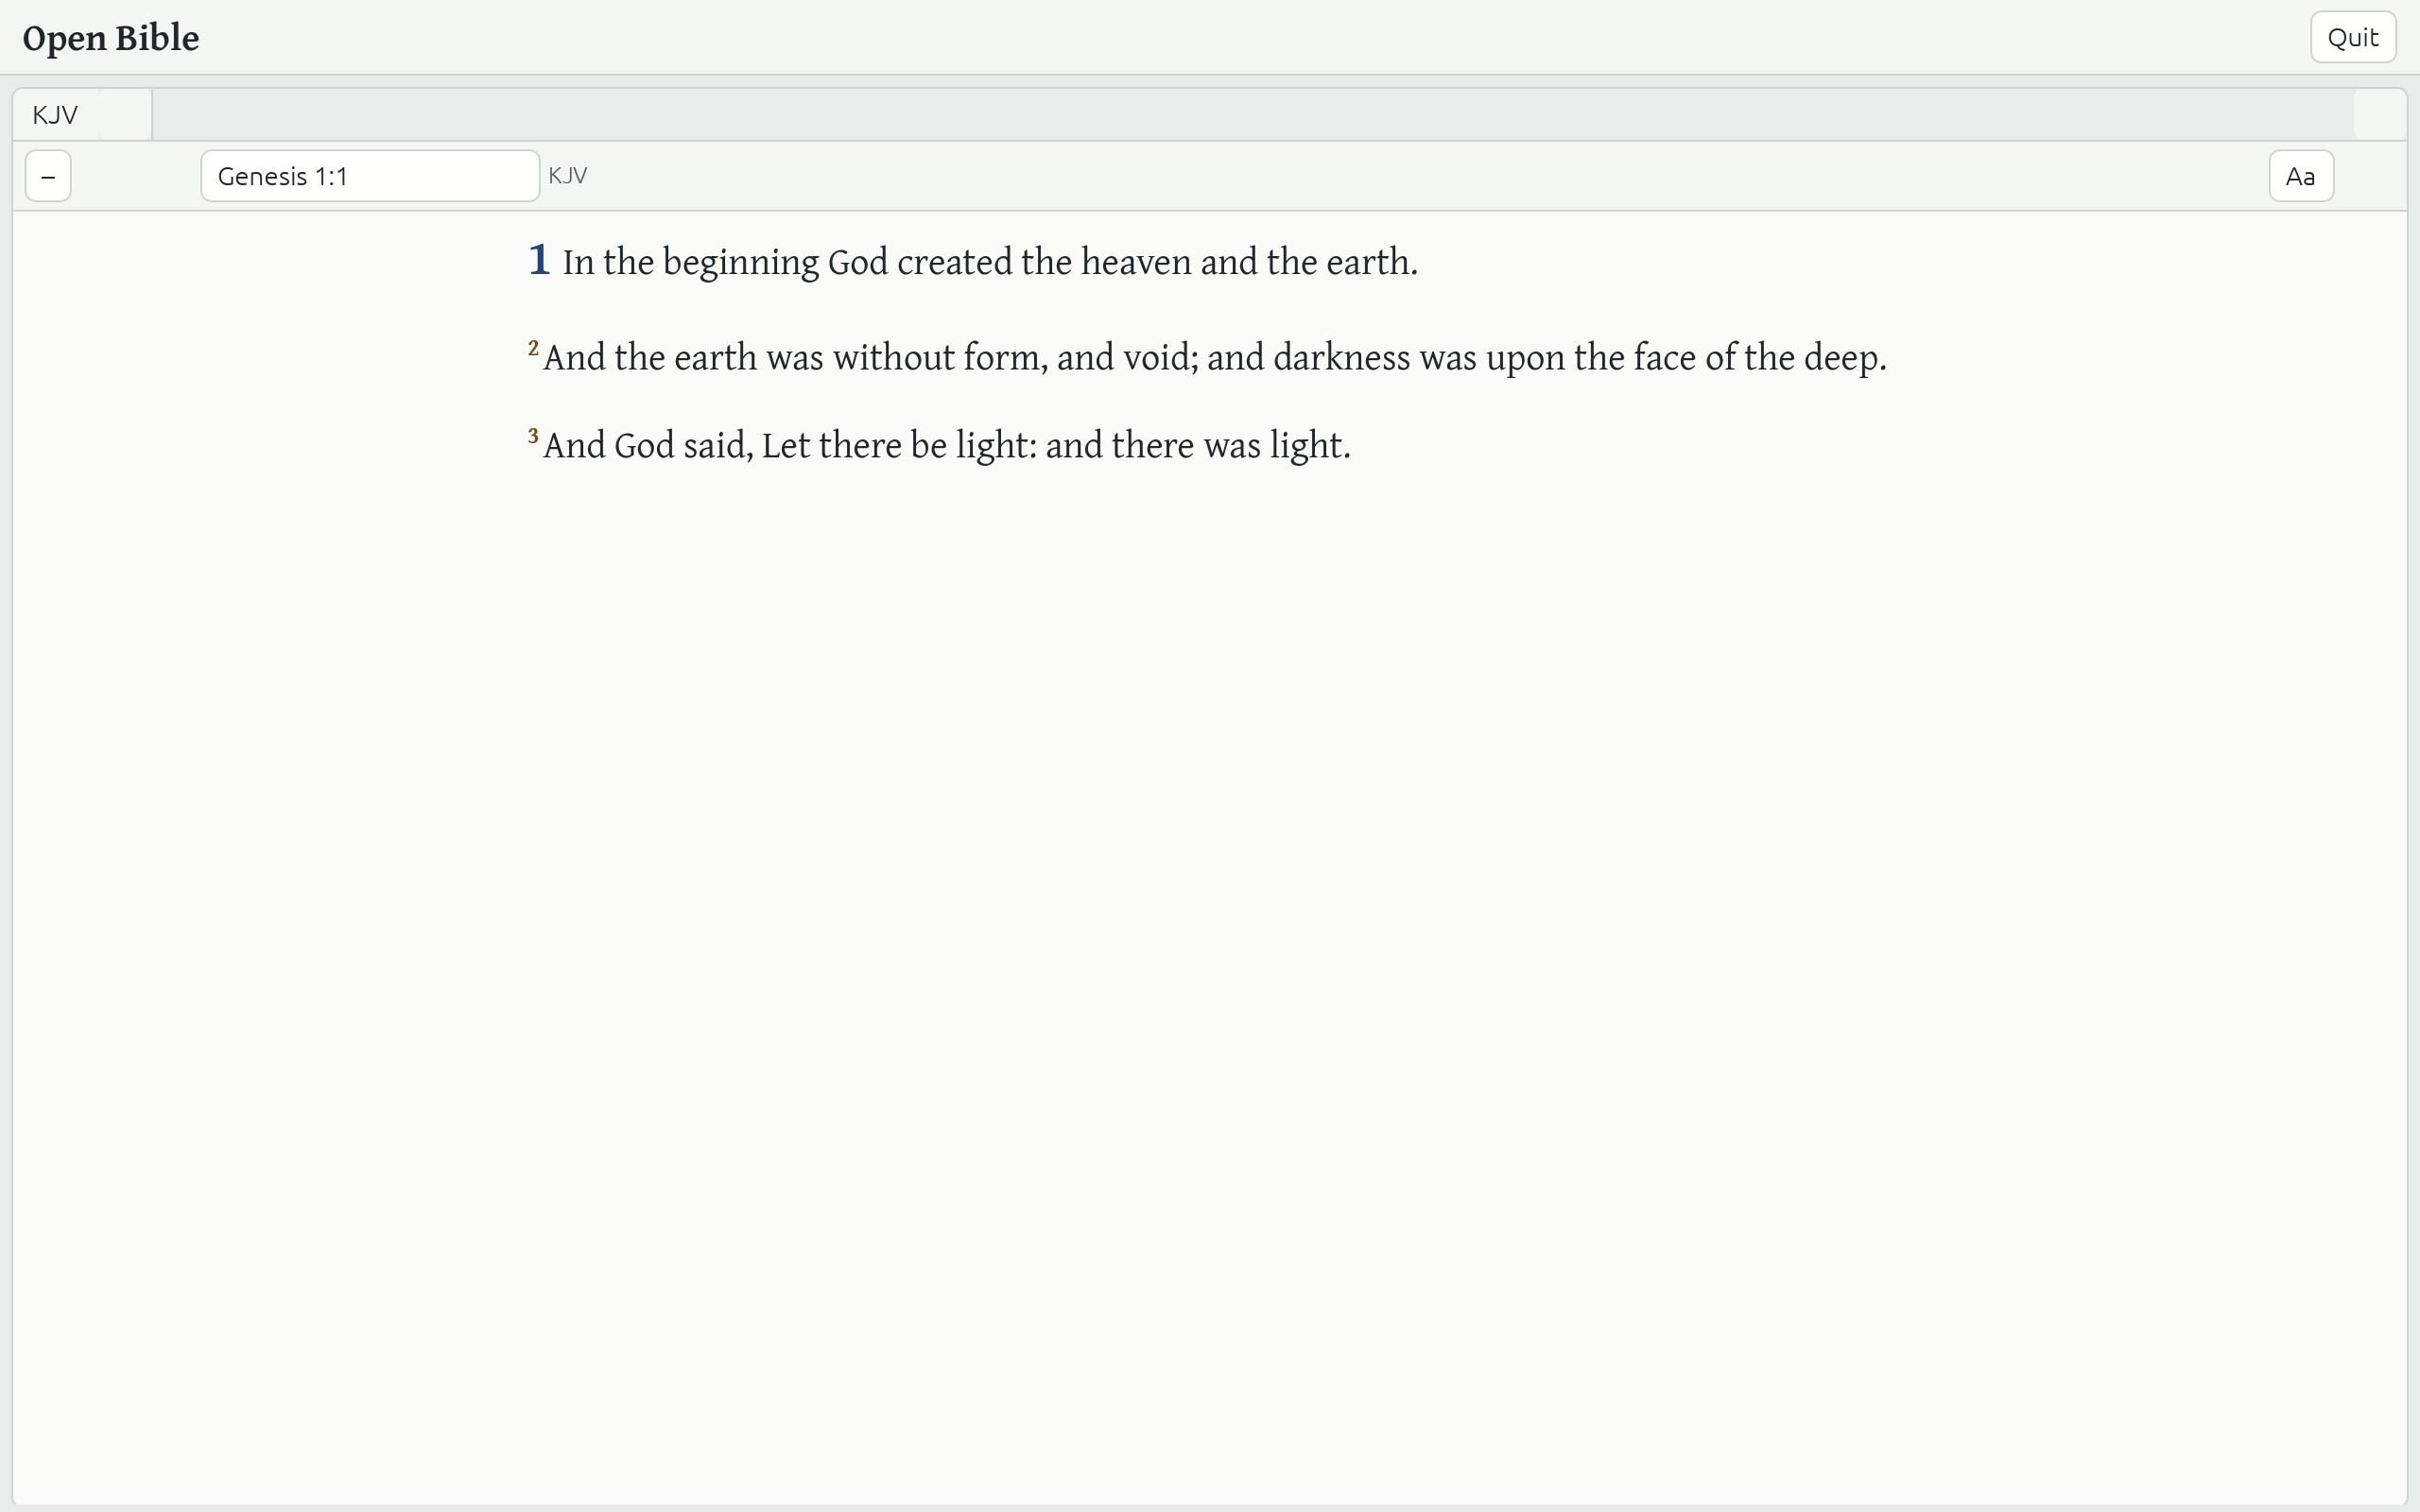 Open Bible
Quit
KJV
–
Genesis 1:1
KJV
Aa
1 In the beginning God created the heaven and the earth.
2 And the earth was without form, and void; and darkness was upon the face of the deep.
3 And God said, Let there be light: and there was light.